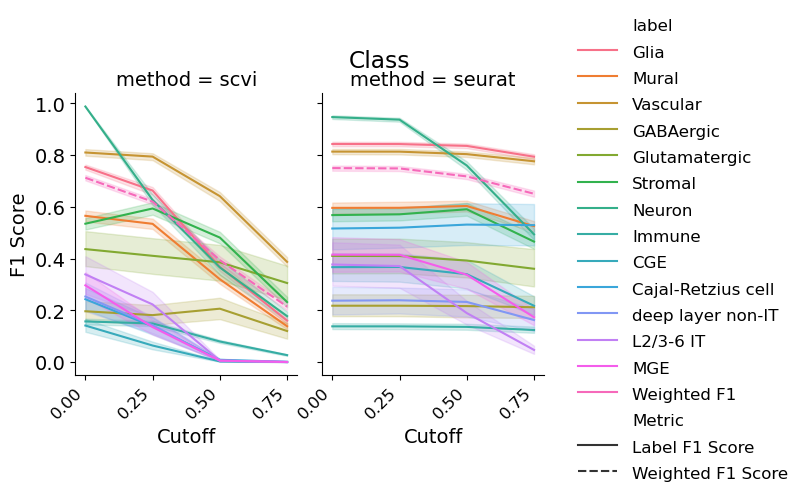 Class
method = scvi
method = seurat
F1 Score
1.0
0.8
0.6
0.4
0.2
0.0
0.00
0.25
0.50
0.75
0.00
0.25
0.50
0.75
Cutoff
Cutoff
label
Glia
Mural
Vascular
GABAergic
Glutamatergic
Stromal
Neuron
Immune
CGE
Cajal-Retzius cell
deep layer non-IT
L2/3-6 IT
MGE
Weighted F1
Metric
Label F1 Score
Weighted F1 Score